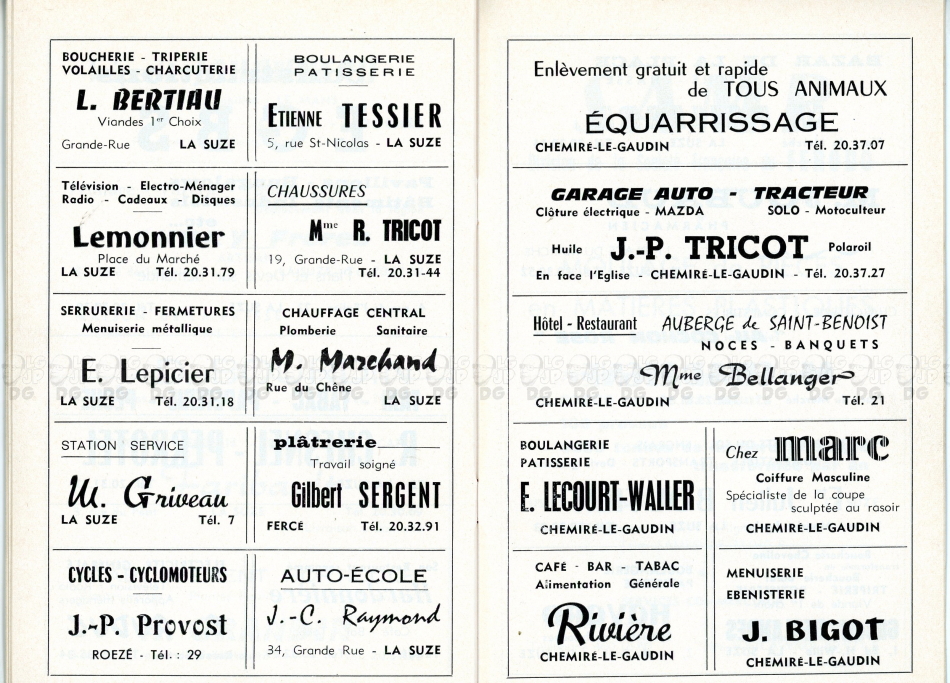 BOUCHERIE - TRIPERIE
VOLAILLES - CHARCUTERIE
L. BERTIAU
Viandes 1er Choix
Grande-Rue LA SUZE
BOULANGERIE
PATISSERIE
ETIENNE TESSIER
5, rue St-Nicolas - LA SUZE
Télévision - Electro-Ménager
Radio - Cadeaux - Disques
Lemonnier
Place du Marché
LA SUZE Tél. 20.31.79
CHAUSSURES
Mme R. TRICOT
19, Grande-Rue - LA SUZE
Tél. 20.31-44
SERRURERIE - FERMETURES
Menuiserie métallique
E. Lepicier
LA SUZE Tél. 20.31.18
CHAUFFAGE CENTRAL
Plomberie Sanitaire
M. Marchand
Rue du Chêne
LA SUZE
STATION SERVICE
M. Griveau
LA SUZE Tél. 7
plâtrerie
Travail soigné
Gilbert SERGENT
FERCÉ Tél. 20.32.91
CYCLES - CYCLOMOTEURS
J.-P. Provost
ROEZÉ - Tél. : 29
AUTO-ÉCOLE
J.-C. Raymond
34, Grande Rue - LA SUZE
Enlèvement gratuit et rapide
de TOUS ANIMAUX
ÉQUARRISSAGE
CHEMIRÉ-LE-GAUDIN Tél. 20.37.07
GARAGE AUTO - TRACTEUR
Clôture électrique - MAZDA SOLO - Motoculteur
Huile J.-P. TRICOT Polaroil
En face l'Eglise - CHEMIRÉ-LE-GAUDIN - Tél. 20.37.27
Hôtel - Restaurant AUBERGE de SAINT-BENOIST
NOCES - BANQUETS
Mme Bellanger
CHEMIRÉ-LE-GAUDIN Tél. 21
BOULANGERIE
PATISSERIE
E. LECOURT-WALLER
CHEMIRÉ-LE-GAUDIN
Chez marc
Coiffure Masculine
Spécialiste de la coupe
sculptée au rasoir
CHEMIRÉ-LE-GAUDIN
CAFÉ - BAR - TABAC
Alimentation Générale
Rivière
CHEMIRÉ-LE-GAUDIN
MENUISERIE
EBENISTERIE
J. BIGOT
CHEMIRÉ-LE-GAUDIN